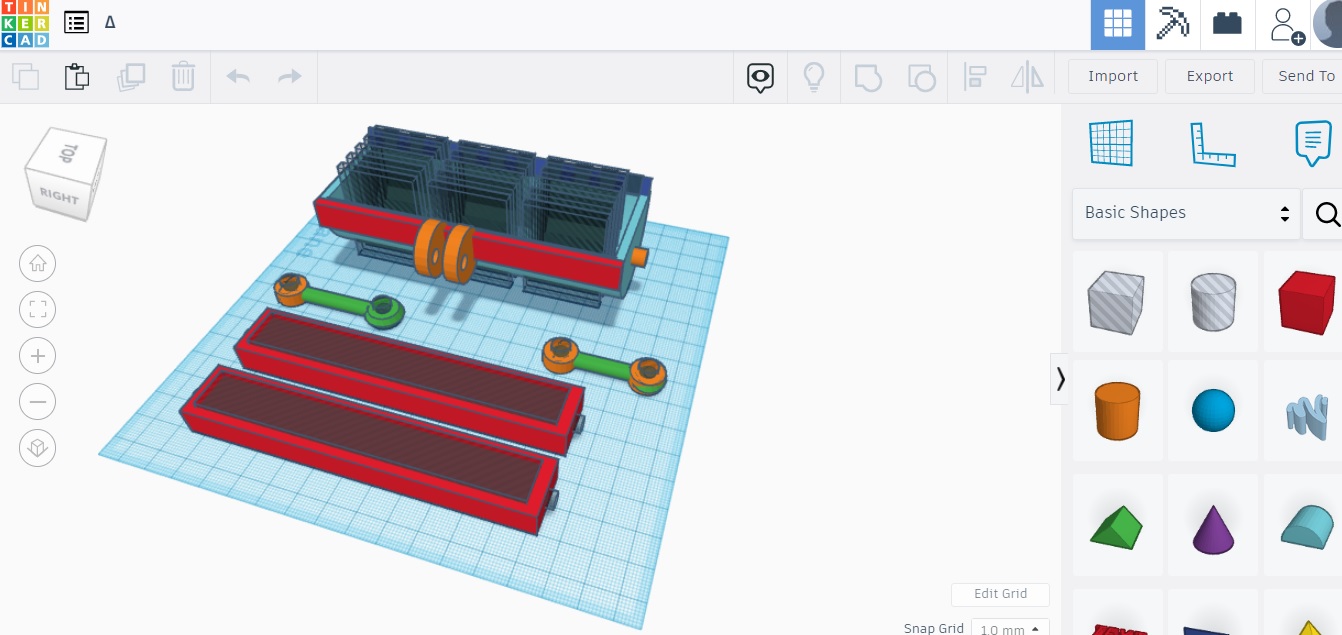 TIN
KER
CAD
Δ
Import
Export
Send To
TOP
RIGHT
Basic Shapes
Edit Grid
Snap Grid
1.0 mm